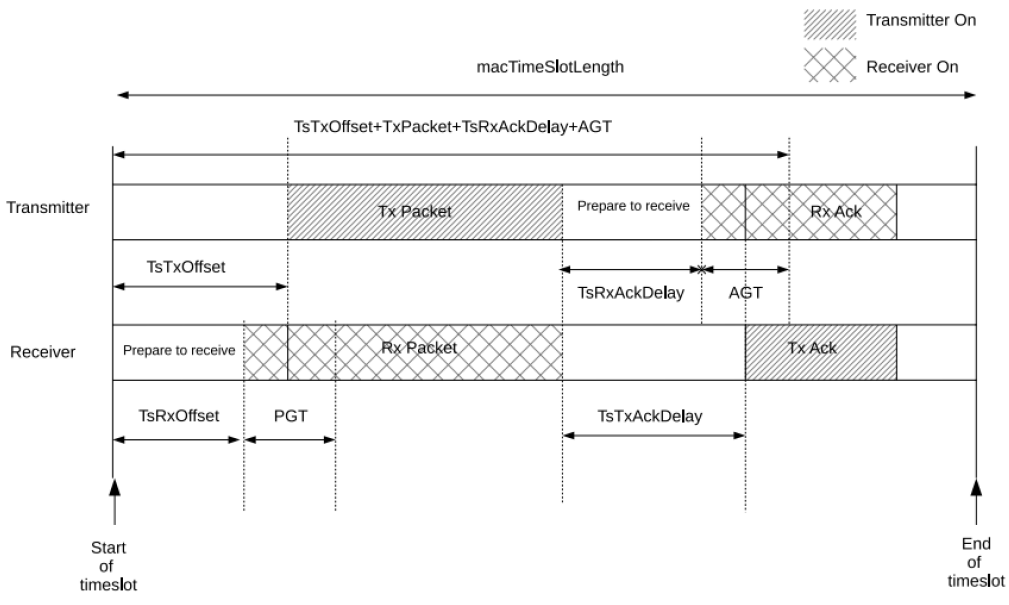 Transmitter On
macTimeSlotLength
Receiver On
TsTxOffset+TxPacket+TsRxAckDelay+AGT
Transmitter
Tx Packet
Prepare to receive
Rx Ack
TsTxOffset
TsRxAckDelay
AGT
Receiver
Prepare to receive
Rx Packet
Tx Ack
TsRxOffset
PGT
TsTxAckDelay
Start
of
timeslot
End
of
timeslot